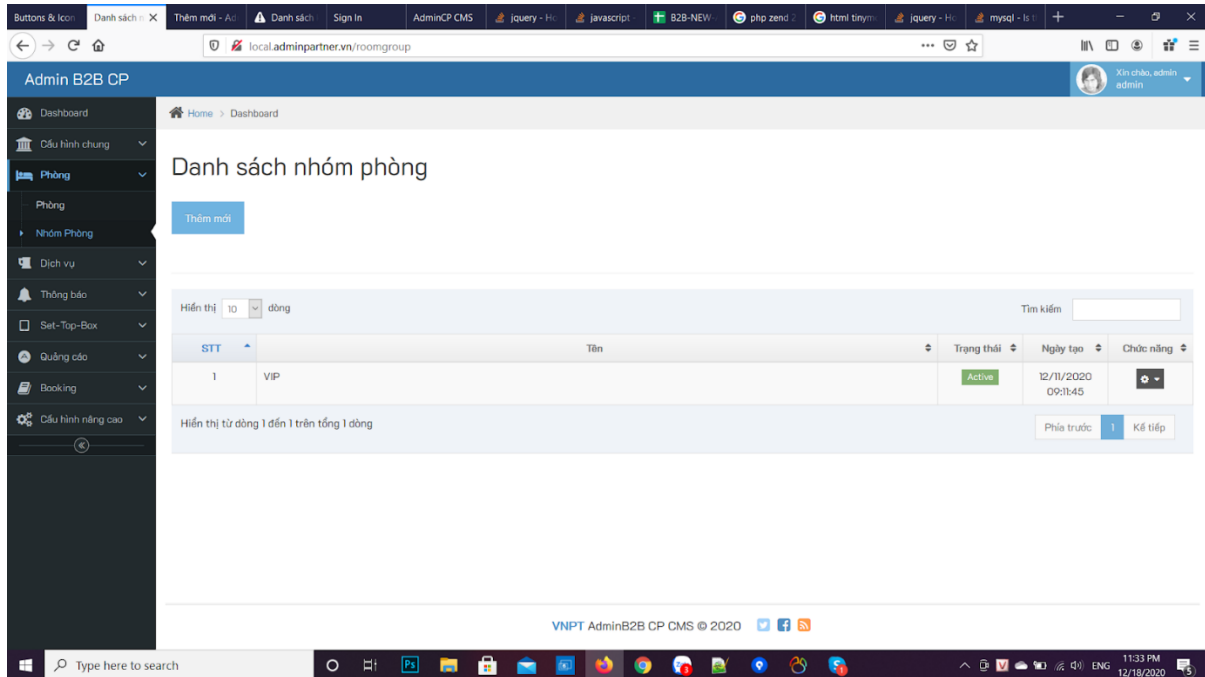 Buttons & Icon
Danh sách n
Thêm mới - Ad
Danh sách
Sign In
AdminCP CMS
jquery - Ho
javascript -
B2B-NEW-
php zend 2
html tinym
jquery - Ho
mysql - Is t
local.adminpartner.vn/roomgroup
Admin B2B CP
Xin chào, admin
admin
Dashboard
Cấu hình chung
Phòng
Phòng
Nhóm Phòng
Dịch vụ
Thông báo
Set-Top-Box
Quảng cáo
Booking
Cấu hình nâng cao
Home > Dashboard
Danh sách nhóm phòng
Thêm mới
Hiển thị 10 dòng
Tìm kiếm
STT Tên Trạng thái Ngày tạo Chức năng
1 VIP Active 12/11/2020
09:11:45
Hiển thị từ dòng 1 đến 1 trên tổng 1 dòng
Phía trước 1 Kế tiếp
VNPT AdminB2B CP CMS © 2020
Type here to search
Ps
ENG
11:33 PM
12/18/2020